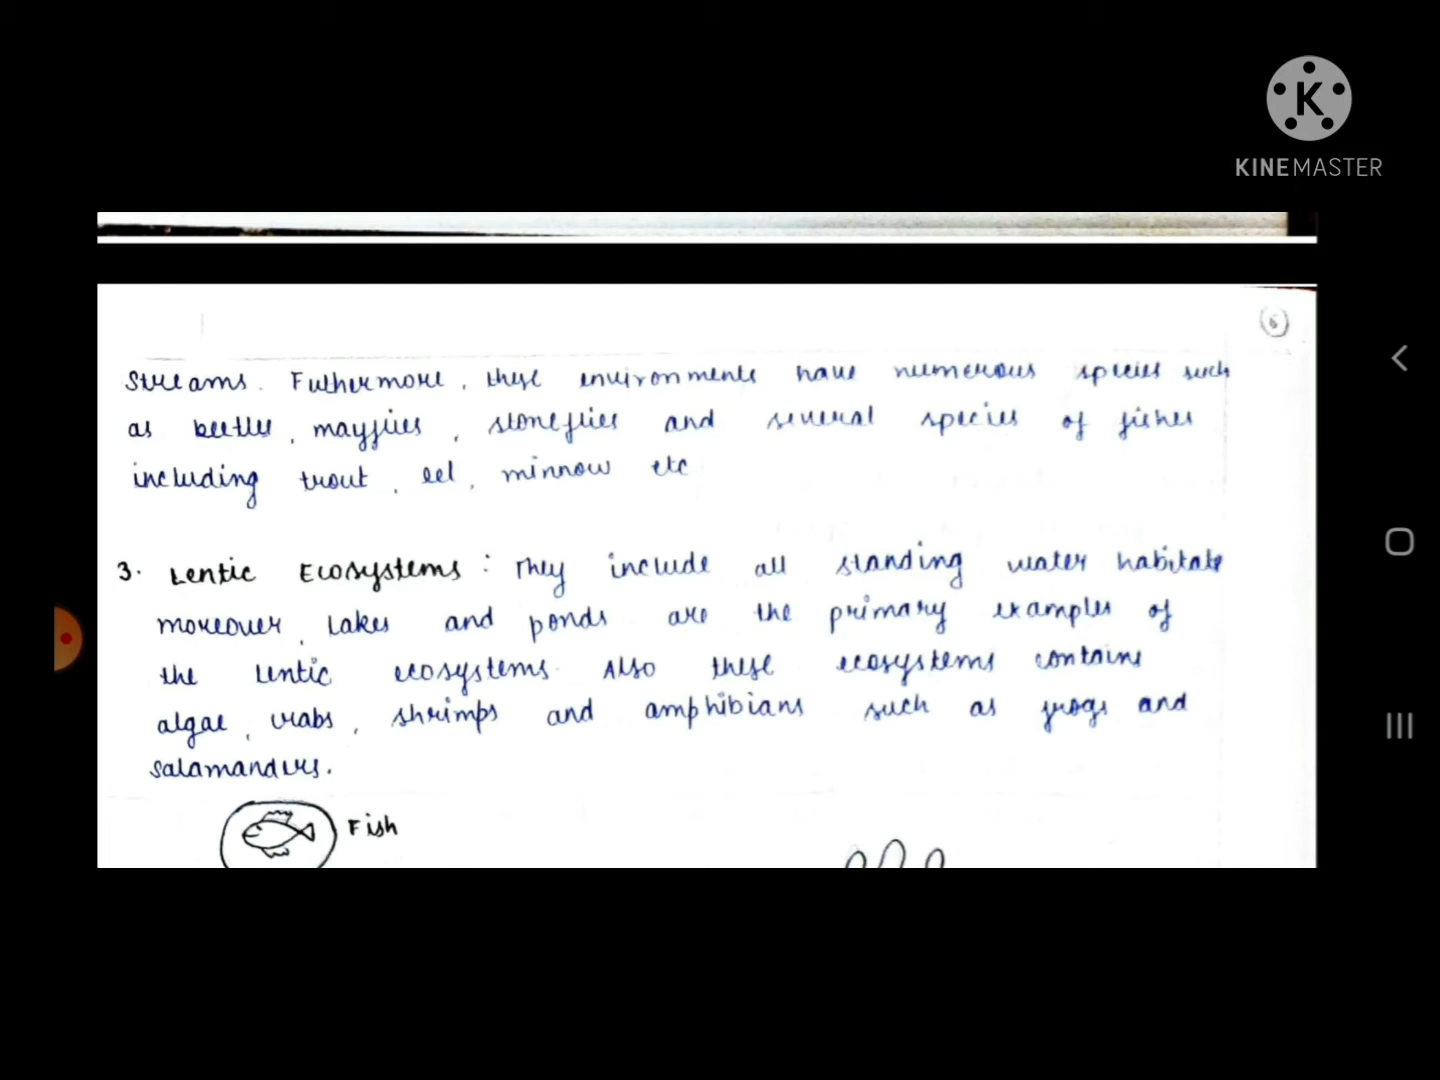 KINEMASTER
6
Streams. Futhermore, these environments have numerous species such
as beetles, mayflies, stoneflies and several species of fishes
including trout, eel, minnow etc
3. Lentic Ecosystems : They include all standing water habitats
moreover, Lakes and ponds are the primary examples of
the Lentic ecosystems. Also these ecosystems contains
algae, crabs, shrimps and amphibians such as frogs and
salamanders.
Fish